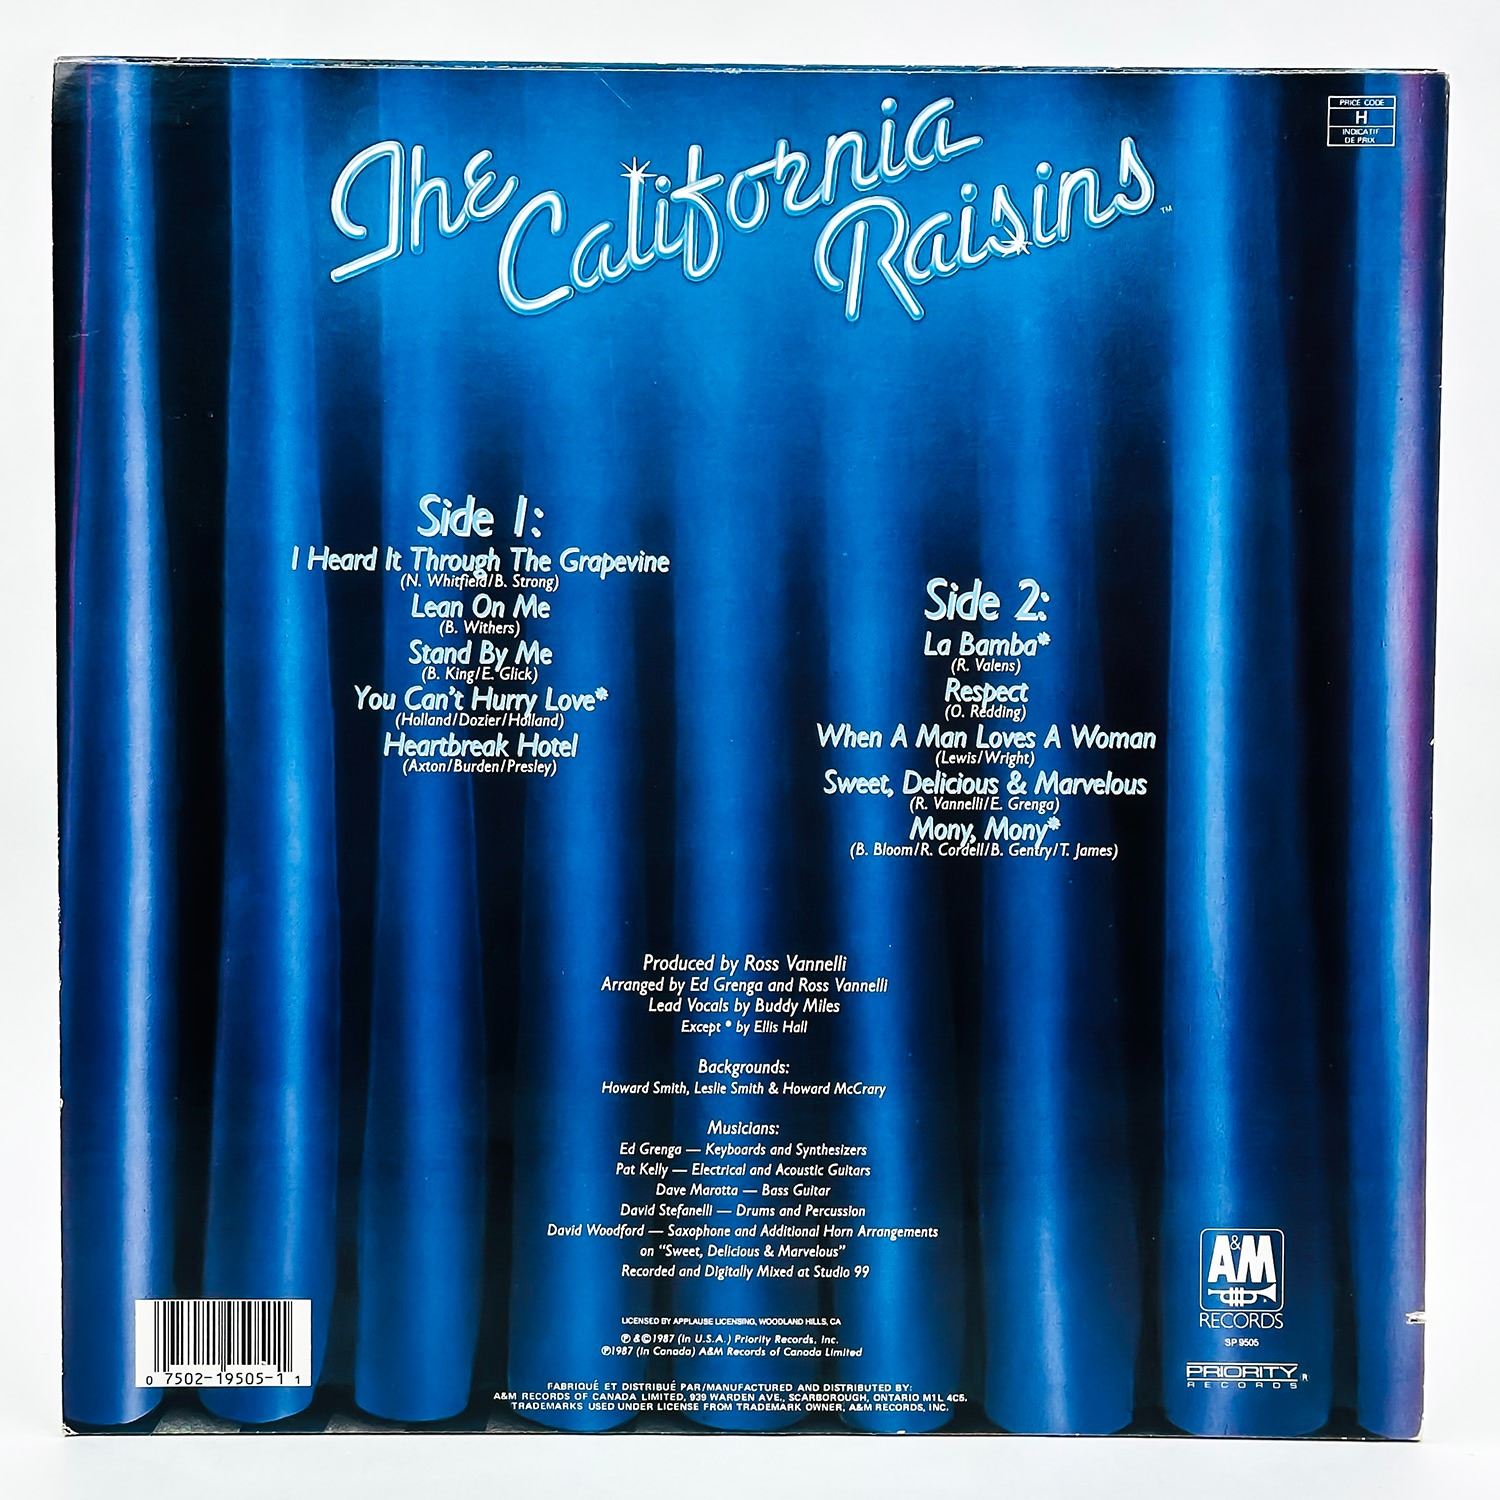 PRICE CODE
H
INDICATIF
DE PRIX
The California Raisins™
Side 1:
I Heard It Through The Grapevine
(N. Whitfield/B. Strong)
Lean On Me
(B. Withers)
Stand By Me
(B. King/E. Glick)
You Can't Hurry Love*
(Holland/Dozier/Holland)
Heartbreak Hotel
(Axton/Burden/Presley)
Side 2:
La Bamba*
(R. Valens)
Respect
(O. Redding)
When A Man Loves A Woman
(Lewis/Wright)
Sweet, Delicious & Marvelous
(R. Vannelli/E. Grenga)
Mony, Mony*
(B. Bloom/R. Cordell/B. Gentry/T. James)
Produced by Ross Vannelli
Arranged by Ed Grenga and Ross Vannelli
Lead Vocals by Buddy Miles
Except * by Ellis Hall
Backgrounds:
Howard Smith, Leslie Smith & Howard McCrary
Musicians:
Ed Grenga — Keyboards and Synthesizers
Pat Kelly — Electrical and Acoustic Guitars
Dave Marotta — Bass Guitar
David Stefanelli — Drums and Percussion
David Woodford — Saxophone and Additional Horn Arrangements
on "Sweet, Delicious & Marvelous"
Recorded and Digitally Mixed at Studio 99
LICENSED BY APPLAUSE LICENSING, WOODLAND HILLS, CA
℗ & © 1987 (in U.S.A.) Priority Records, Inc.
℗ 1987 (in Canada) A&M Records of Canada Limited
FABRIQUÉ ET DISTRIBUÉ PAR/MANUFACTURED AND DISTRIBUTED BY:
A&M RECORDS OF CANADA LIMITED, 939 WARDEN AVE., SCARBOROUGH, ONTARIO M1L 4C5.
TRADEMARKS USED UNDER LICENSE FROM TRADEMARK OWNER, A&M RECORDS, INC.
0 7502-19505-1 1
A&M
RECORDS
SP 9505
PRIORITY ®
RECORDS